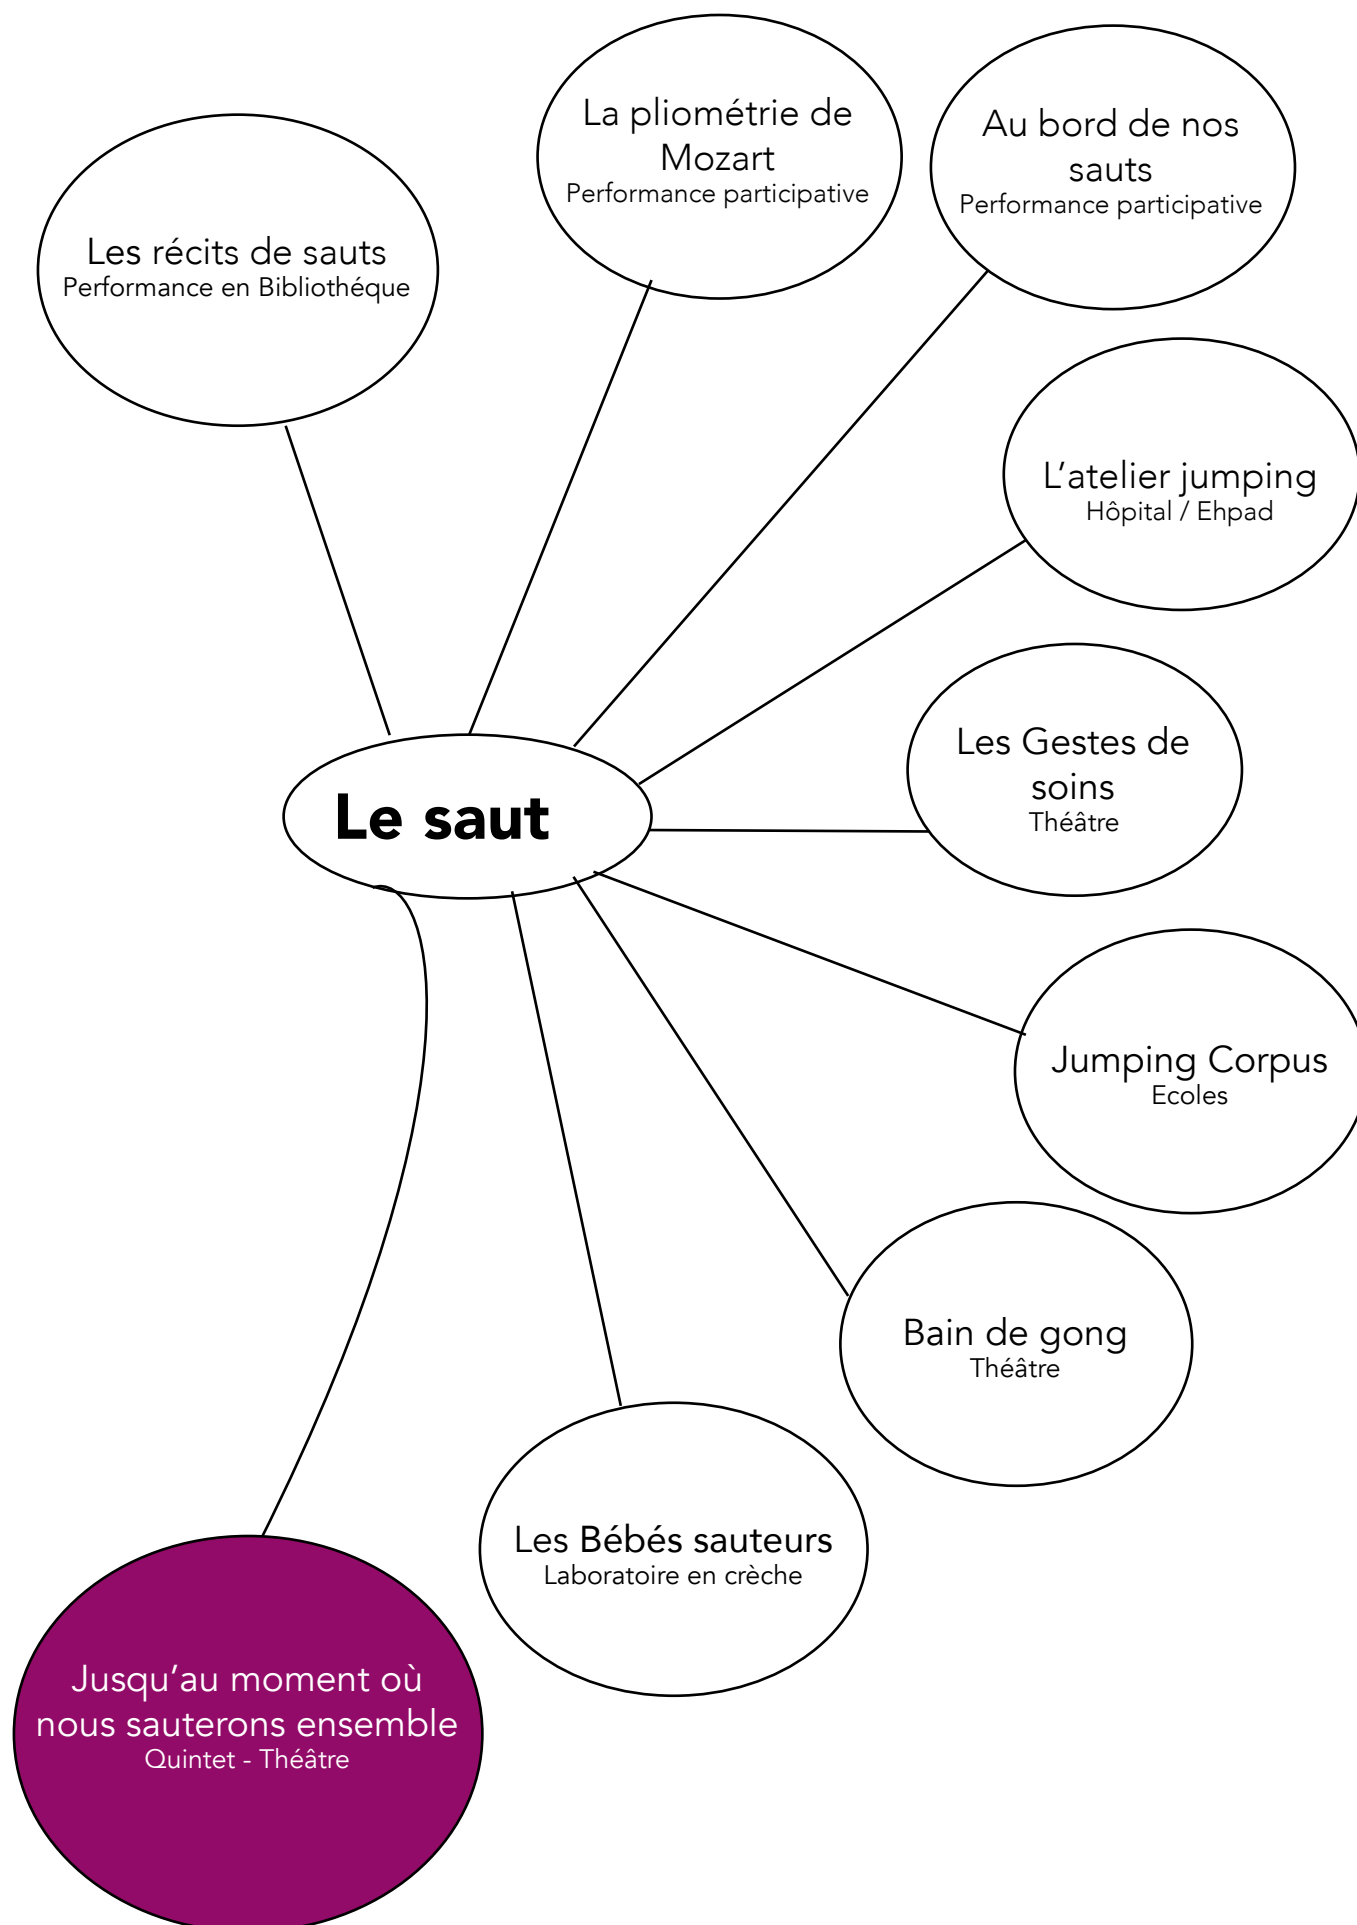 La pliométrie de
Mozart
Performance participative
Au bord de nos
sauts
Performance participative
Les récits de sauts
Performance en Bibliothéque
L'atelier jumping
Hôpital / Ehpad
Les Gestes de
soins
Théâtre
Le saut
Jumping Corpus
Ecoles
Bain de gong
Théâtre
Les Bébés sauteurs
Laboratoire en crèche
Jusqu'au moment où
nous sauterons ensemble
Quintet - Théâtre